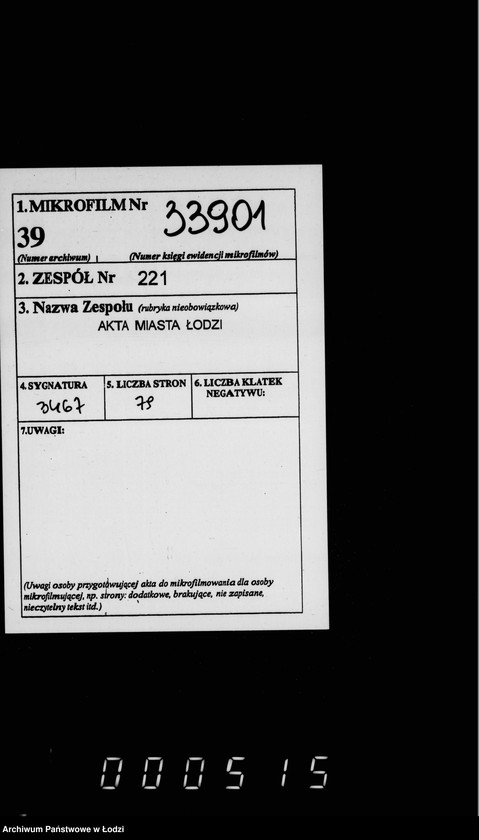 1. MIKROFILM Nr 33901
39
(Numer archiwum) (Numer księgi ewidencji mikrofilmów)
2. ZESPÓŁ Nr 221
3. Nazwa Zespołu (rubryka nieobowiązkowa)
AKTA MIASTA ŁODZI
4. SYGNATURA 5. LICZBA STRON 6. LICZBA KLATEK
NEGATYWU:
3467 79
7.UWAGI:
(Uwagi osoby przygotówującej akta do mikrofilmowania dla osoby
mikrofilmującej, np. strony: dodatkowe, brakujące, nie zapisane,
nieczytelny tekst itd.)
000515
Archiwum Państwowe w Łodzi